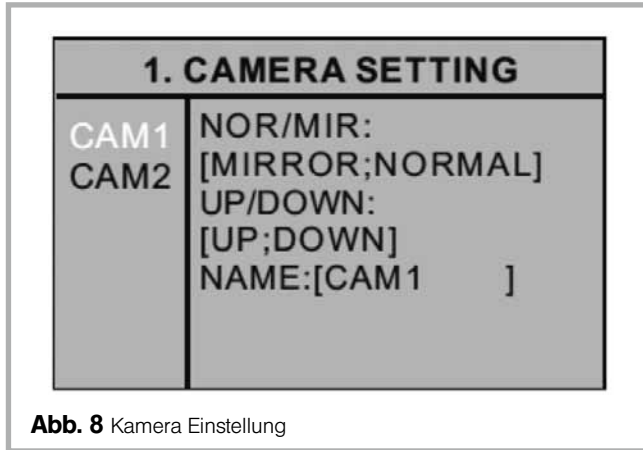 1. CAMERA SETTING
CAM1
CAM2
NOR/MIR:
[MIRROR;NORMAL]
UP/DOWN:
[UP;DOWN]
NAME:[CAM1 ]
Abb. 8 Kamera Einstellung